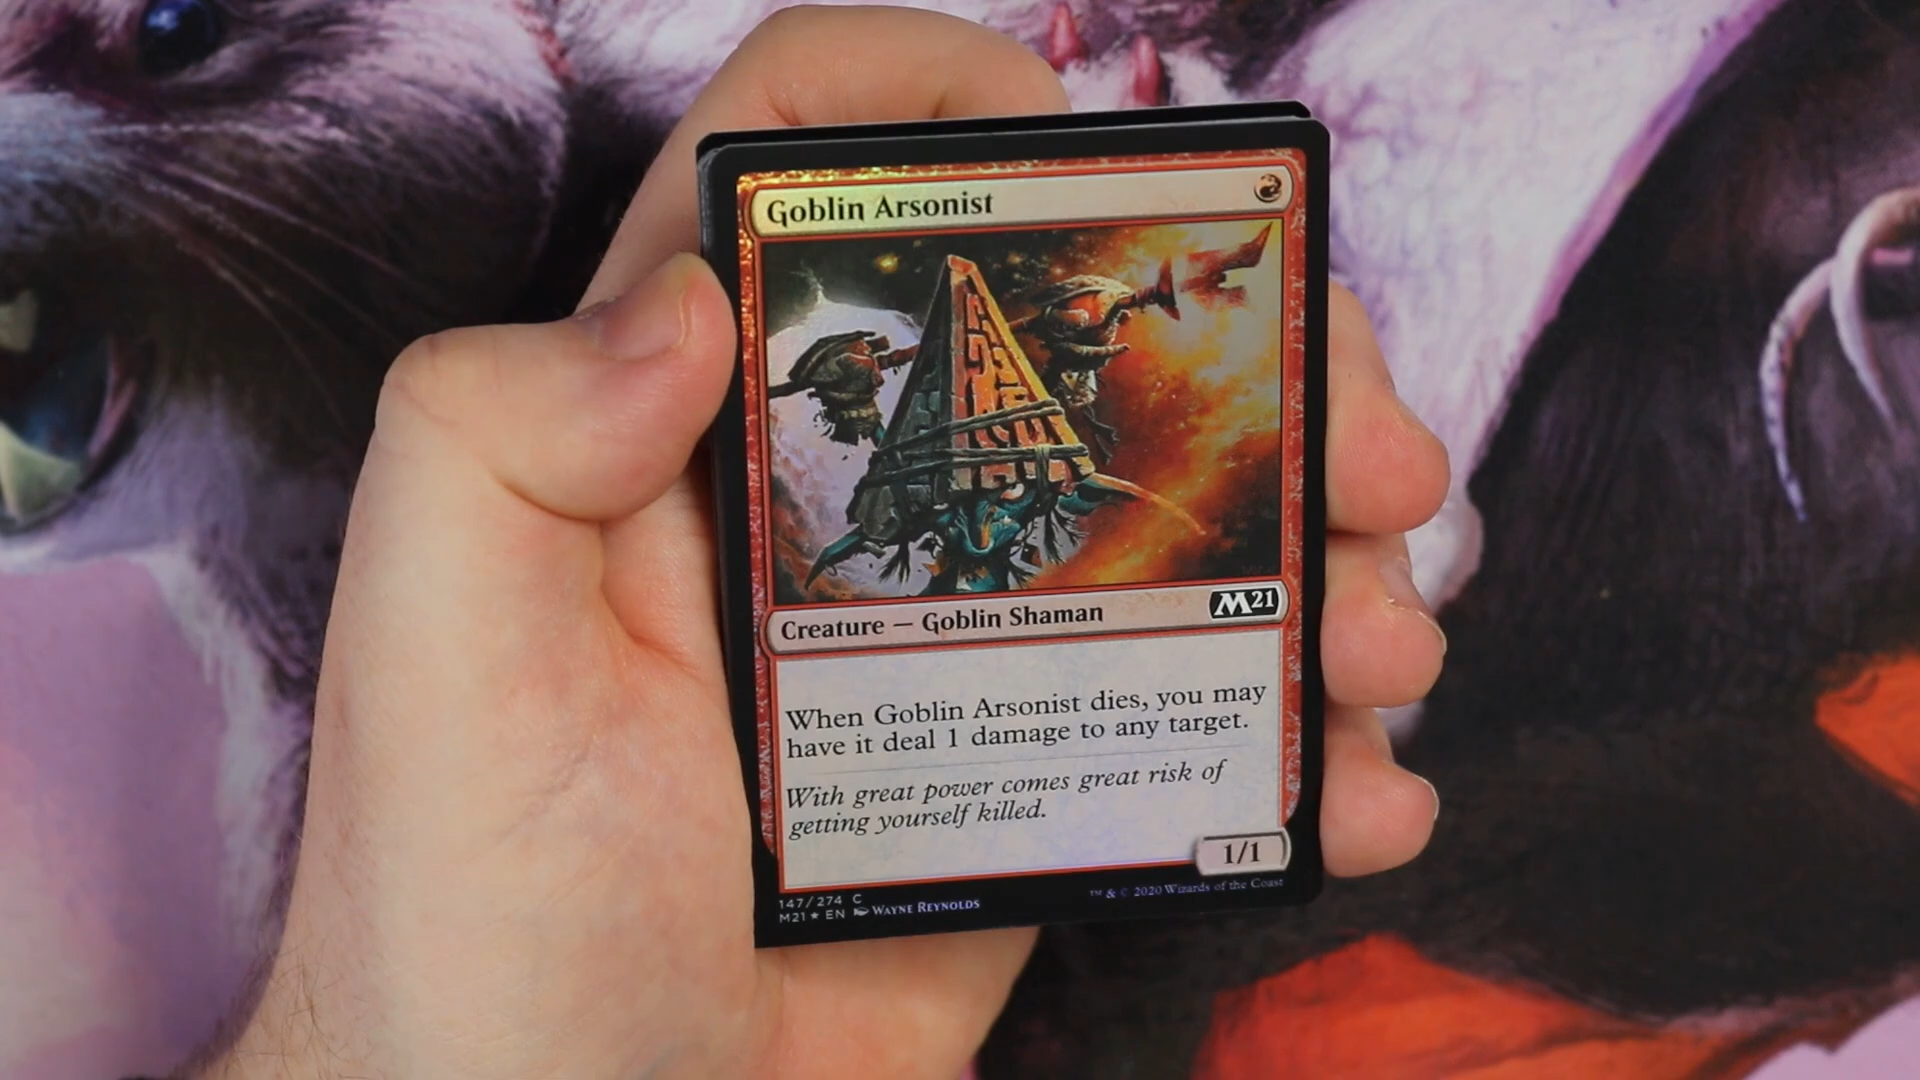 Goblin Arsonist
Creature — Goblin Shaman
M21
When Goblin Arsonist dies, you may
have it deal 1 damage to any target.
With great power comes great risk of
getting yourself killed.
1/1
147/274 C
M21 ★ EN WAYNE REYNOLDS
™ & © 2020 Wizards of the Coast